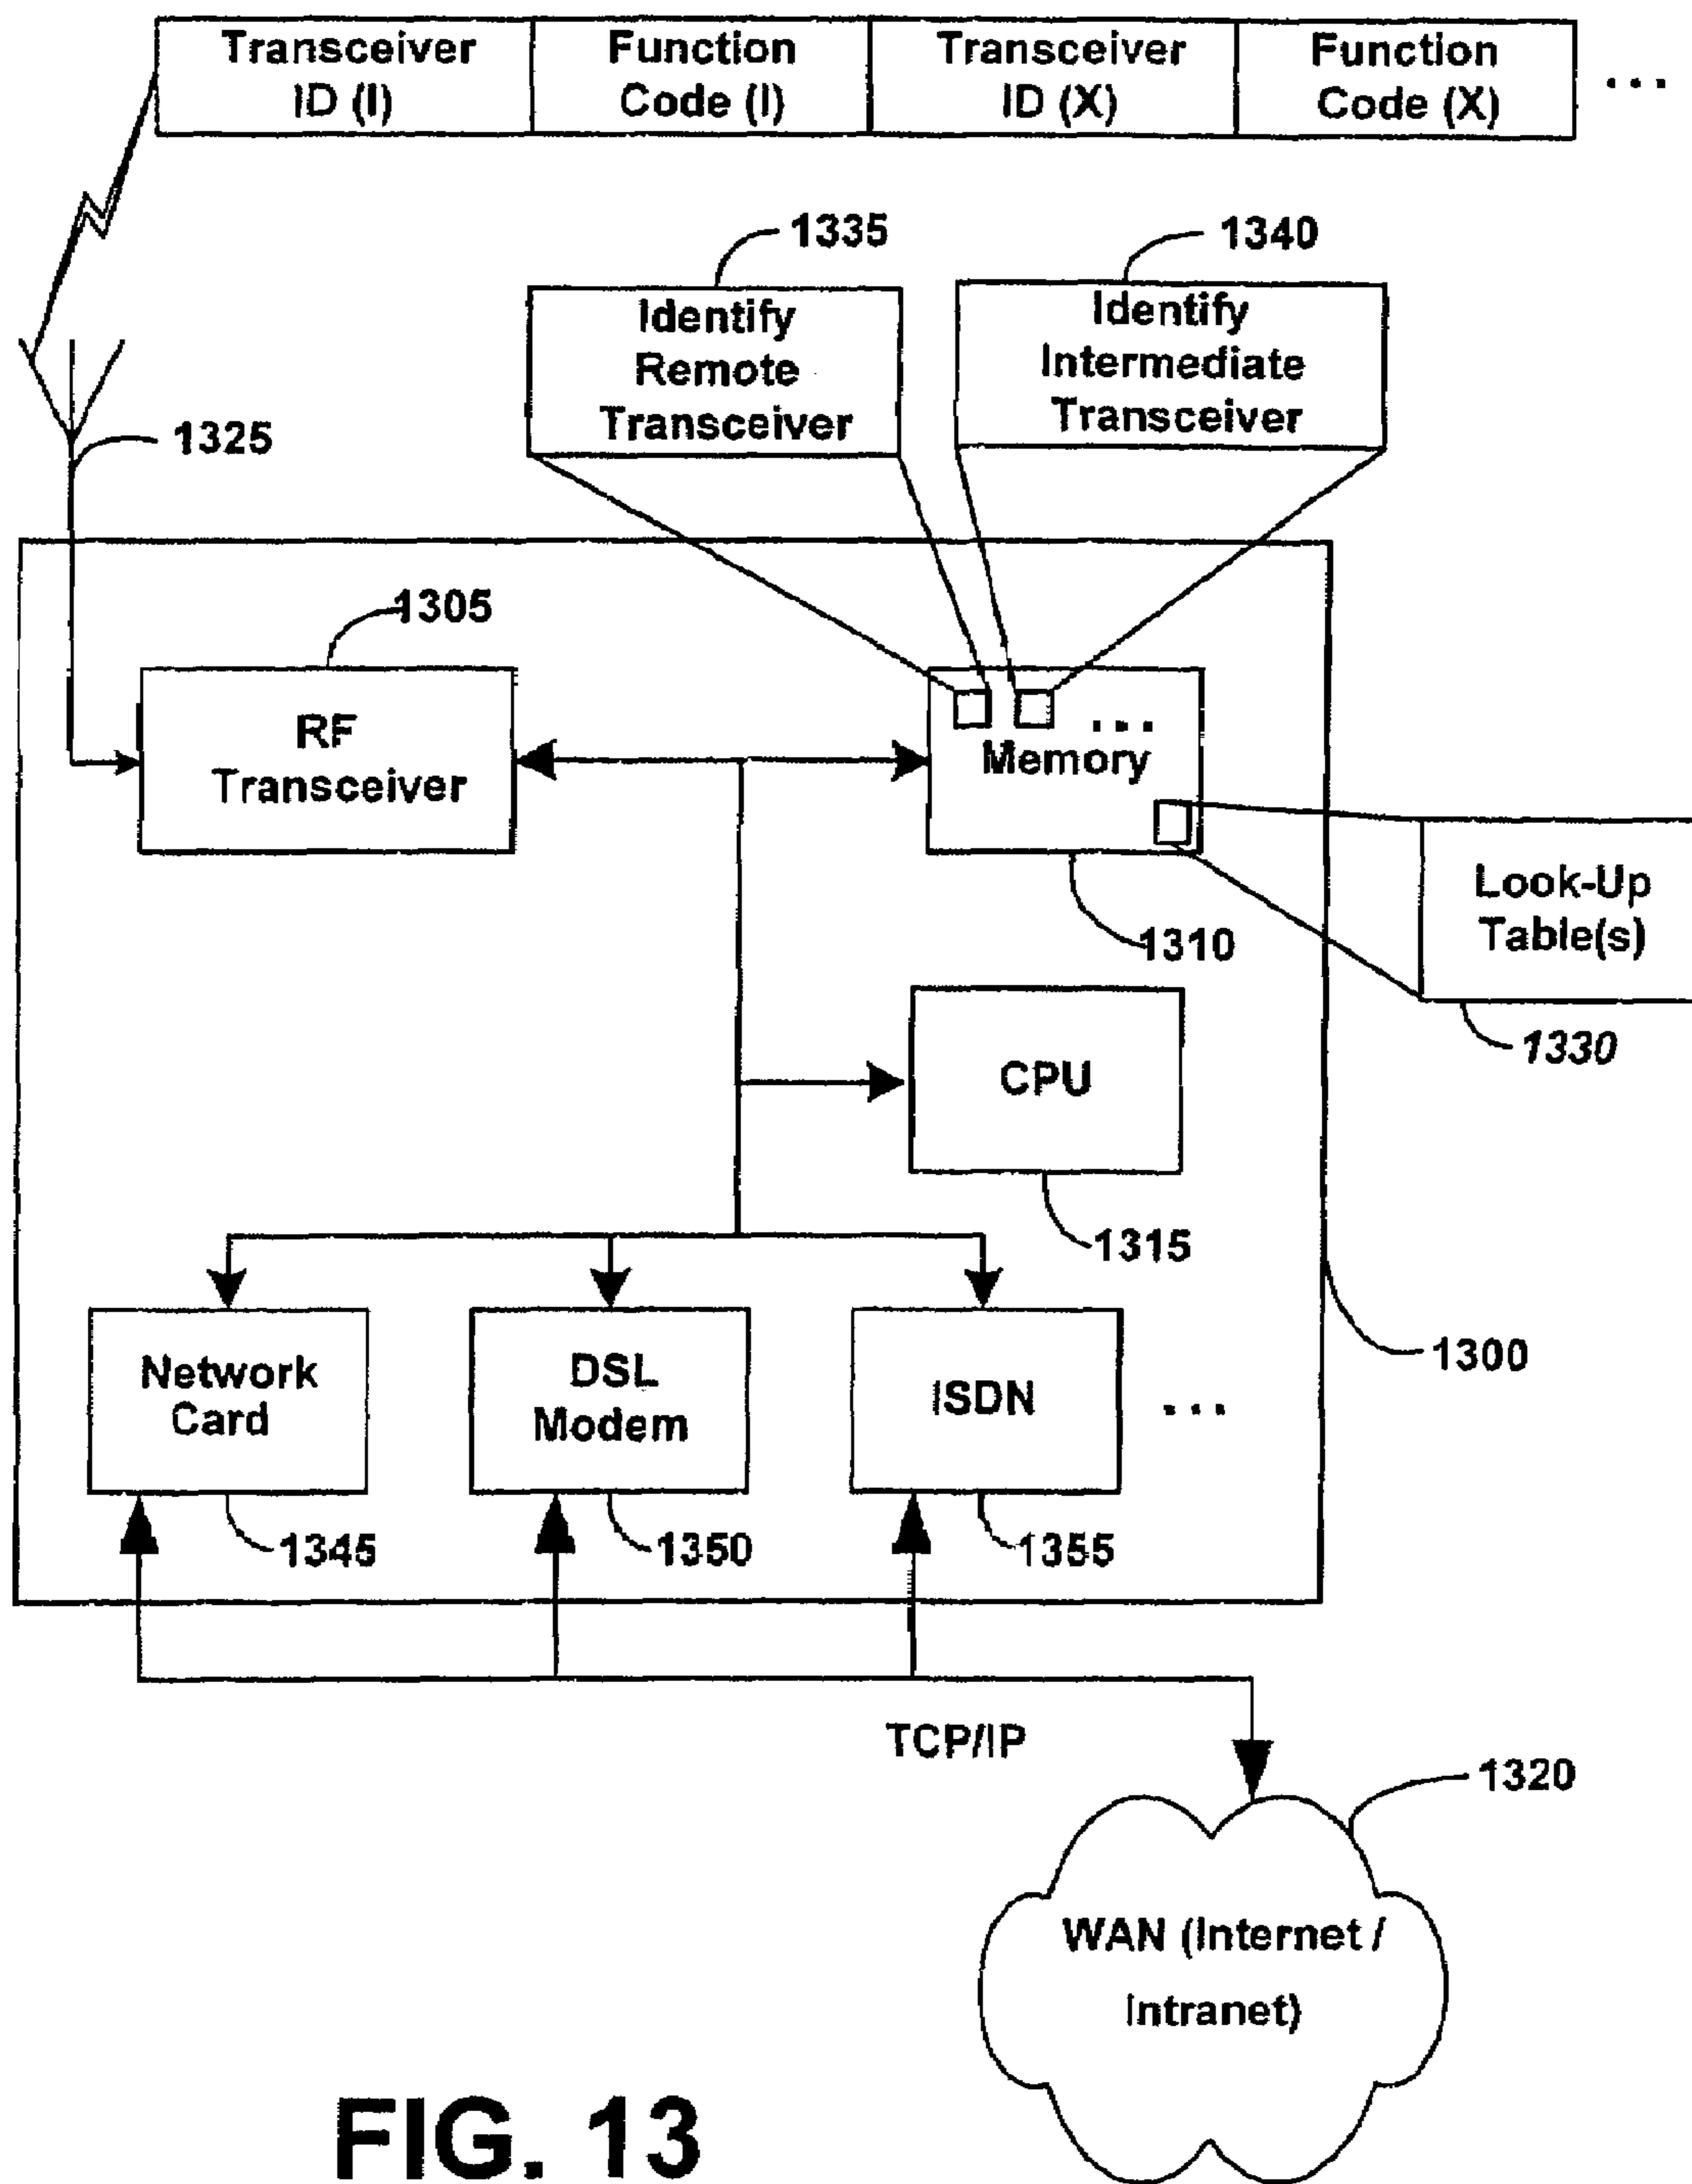 Transceiver ID (I)
Function Code (I)
Transceiver ID (X)
Function Code (X)
...
1335
1340
Identify
Remote
Transceiver
Identify
Intermediate
Transceiver
1325
1305
RF
Transceiver
...
Memory
1310
Look-Up
Table(s)
1330
CPU
1315
1300
Network
Card
DSL
Modem
ISDN
...
1345
1350
1355
TCP/IP
1320
WAN (Internet /
Intranet)
FIG. 13